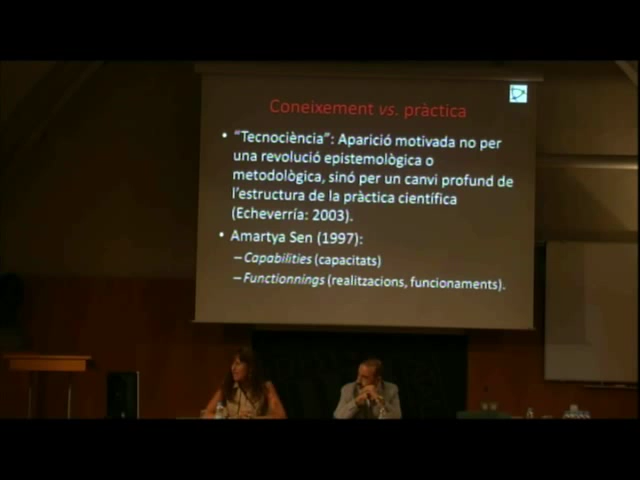 Coneixement vs. pràctica
• “Tecnociència”: Aparició motivada no per
una revolució epistemològica o
metodològica, sinó per un canvi profund de
l’estructura de la pràctica científica
(Echeverría: 2003).
• Amartya Sen (1997):
– Capabilities (capacitats)
– Functionnings (realitzacions, funcionaments).